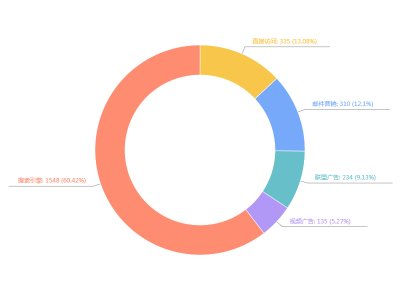 直接访问: 335 (13.08%)
邮件营销: 310 (12.1%)
联盟广告: 234 (9.13%)
搜索引擎: 1548 (60.42%)
视频广告: 135 (5.27%)